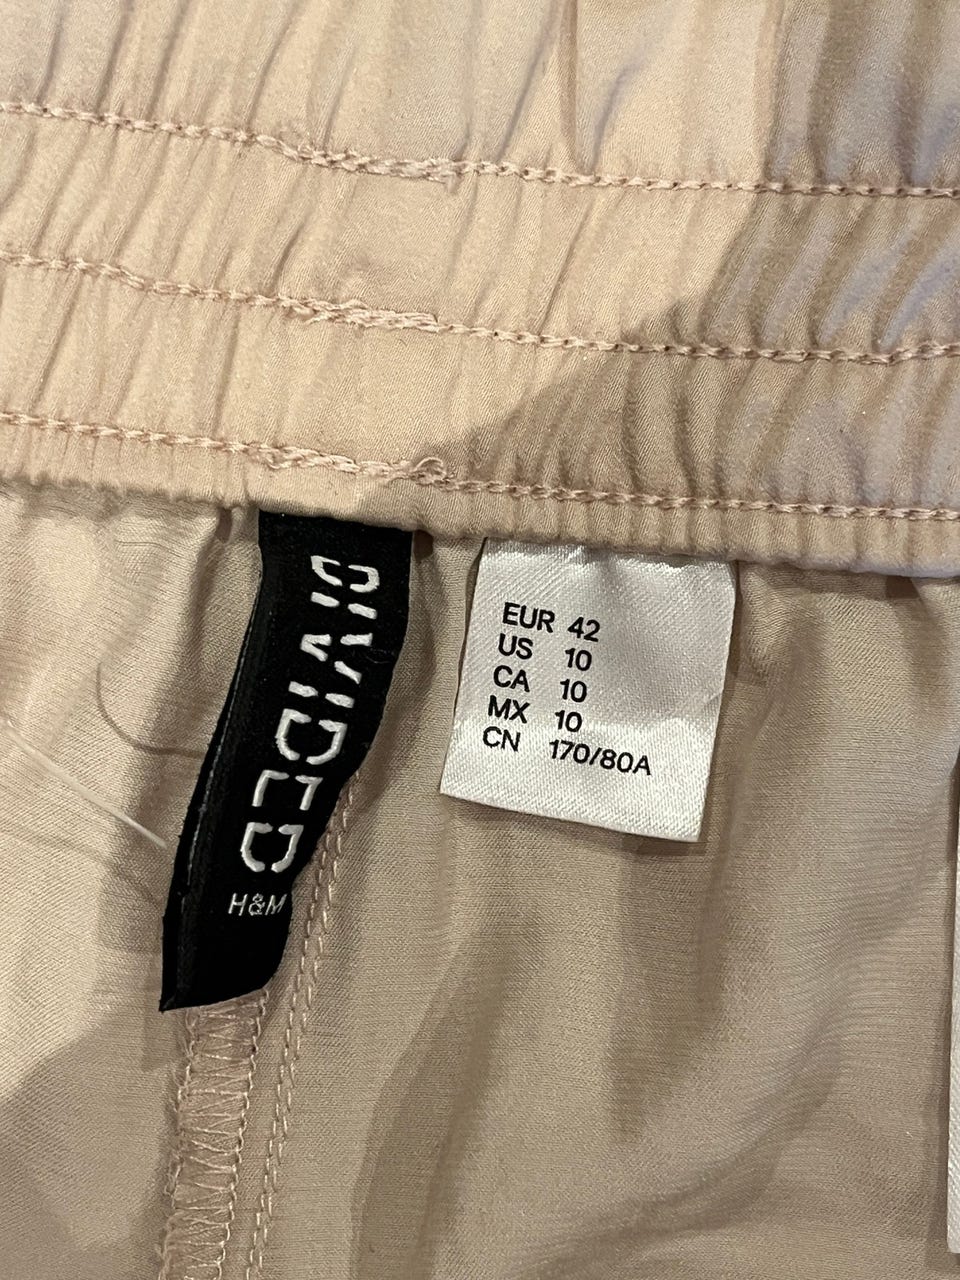 DIVIDED
H&M
EUR 42
US 10
CA 10
MX 10
CN 170/80A